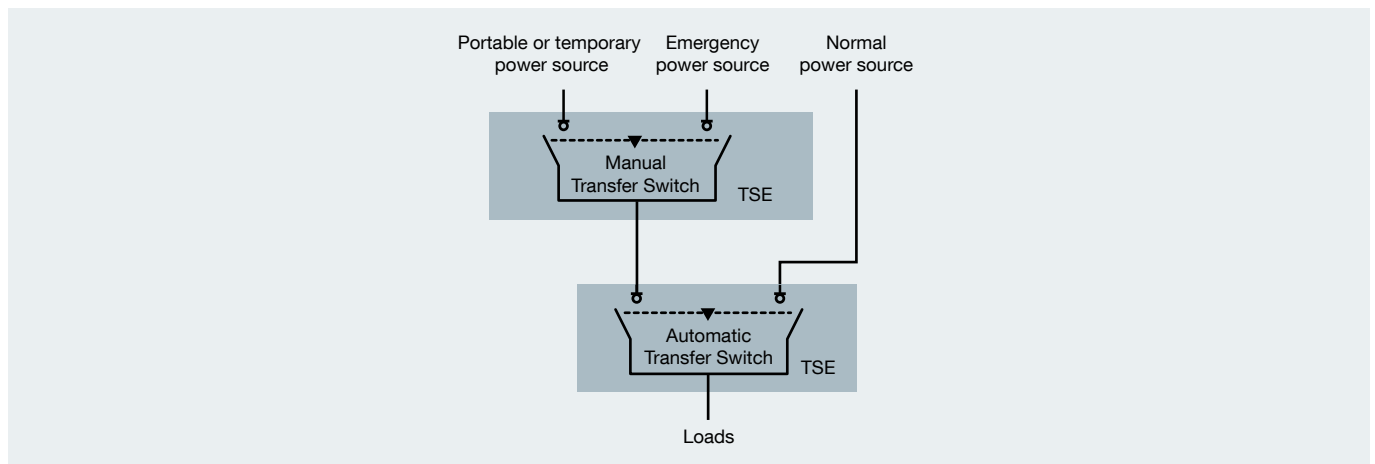 Portable or temporary
power source
Emergency
power source
Normal
power source
Manual
Transfer Switch
TSE
Automatic
Transfer Switch
TSE
Loads